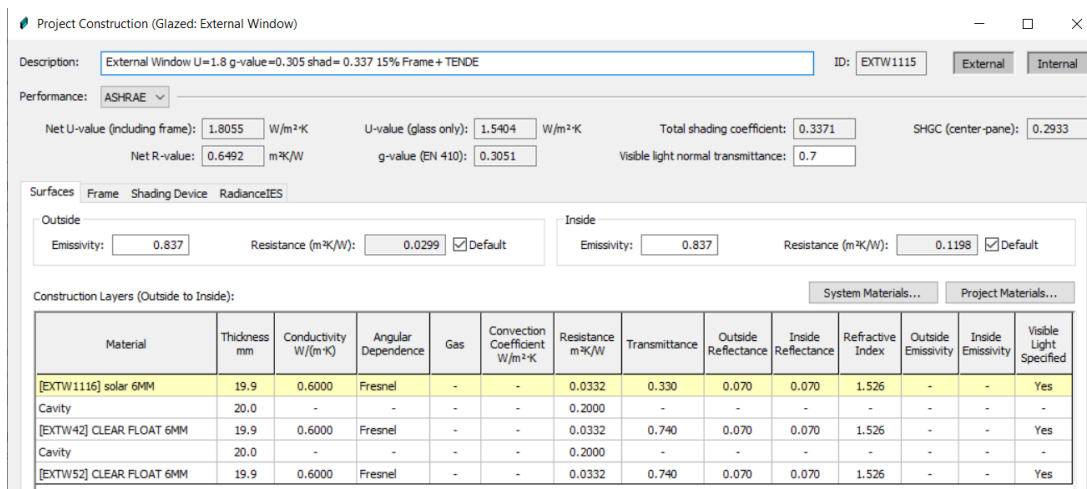 Project Construction (Glazed: External Window)
Description: External Window U=1.8 g-value=0.305 shad= 0.337 15% Frame+ TENDE ID: EXTW1115 External Internal
Performance: ASHRAE
Net U-value (including frame): 1.8055 W/m²·K U-value (glass only): 1.5404 W/m²·K Total shading coefficient: 0.3371 SHGC (center-pane): 0.2933
Net R-value: 0.6492 m²K/W g-value (EN 410): 0.3051 Visible light normal transmittance: 0.7
Surfaces Frame Shading Device RadianceIES
Outside Inside
Emissivity: 0.837 Resistance (m²K/W): 0.0299 Default Emissivity: 0.837 Resistance (m²K/W): 0.1198 Default
Construction Layers (Outside to Inside): System Materials... Project Materials...
Material Thickness mm Conductivity W/(m·K) Angular Dependence Gas Convection Coefficient W/m²·K Resistance m²K/W Transmittance Outside Reflectance Inside Reflectance Refractive Index Outside Emissivity Inside Emissivity Visible Light Specified
[EXTW1116] solar 6MM 19.9 0.6000 Fresnel - - 0.0332 0.330 0.070 0.070 1.526 - - Yes
Cavity 20.0 - - - - 0.2000 - - - - - - -
[EXTW42] CLEAR FLOAT 6MM 19.9 0.6000 Fresnel - - 0.0332 0.740 0.070 0.070 1.526 - - Yes
Cavity 20.0 - - - - 0.2000 - - - - - - -
[EXTW52] CLEAR FLOAT 6MM 19.9 0.6000 Fresnel - - 0.0332 0.740 0.070 0.070 1.526 - - Yes